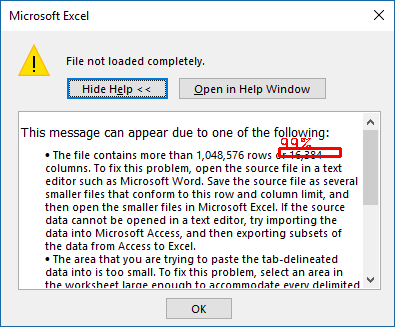 Microsoft Excel
File not loaded completely.
Hide Help <<
Open in Help Window
This message can appear due to one of the following:
99%
• The file contains more than 1,048,576 rows or 16,384
columns. To fix this problem, open the source file in a text
editor such as Microsoft Word. Save the source file as several
smaller files that conform to this row and column limit, and
then open the smaller files in Microsoft Excel. If the source
data cannot be opened in a text editor, try importing the
data into Microsoft Access, and then exporting subsets of
the data from Access to Excel.
• The area that you are trying to paste the tab-delineated
data into is too small. To fix this problem, select an area in
the worksheet large enough to accommodate every delimited
OK